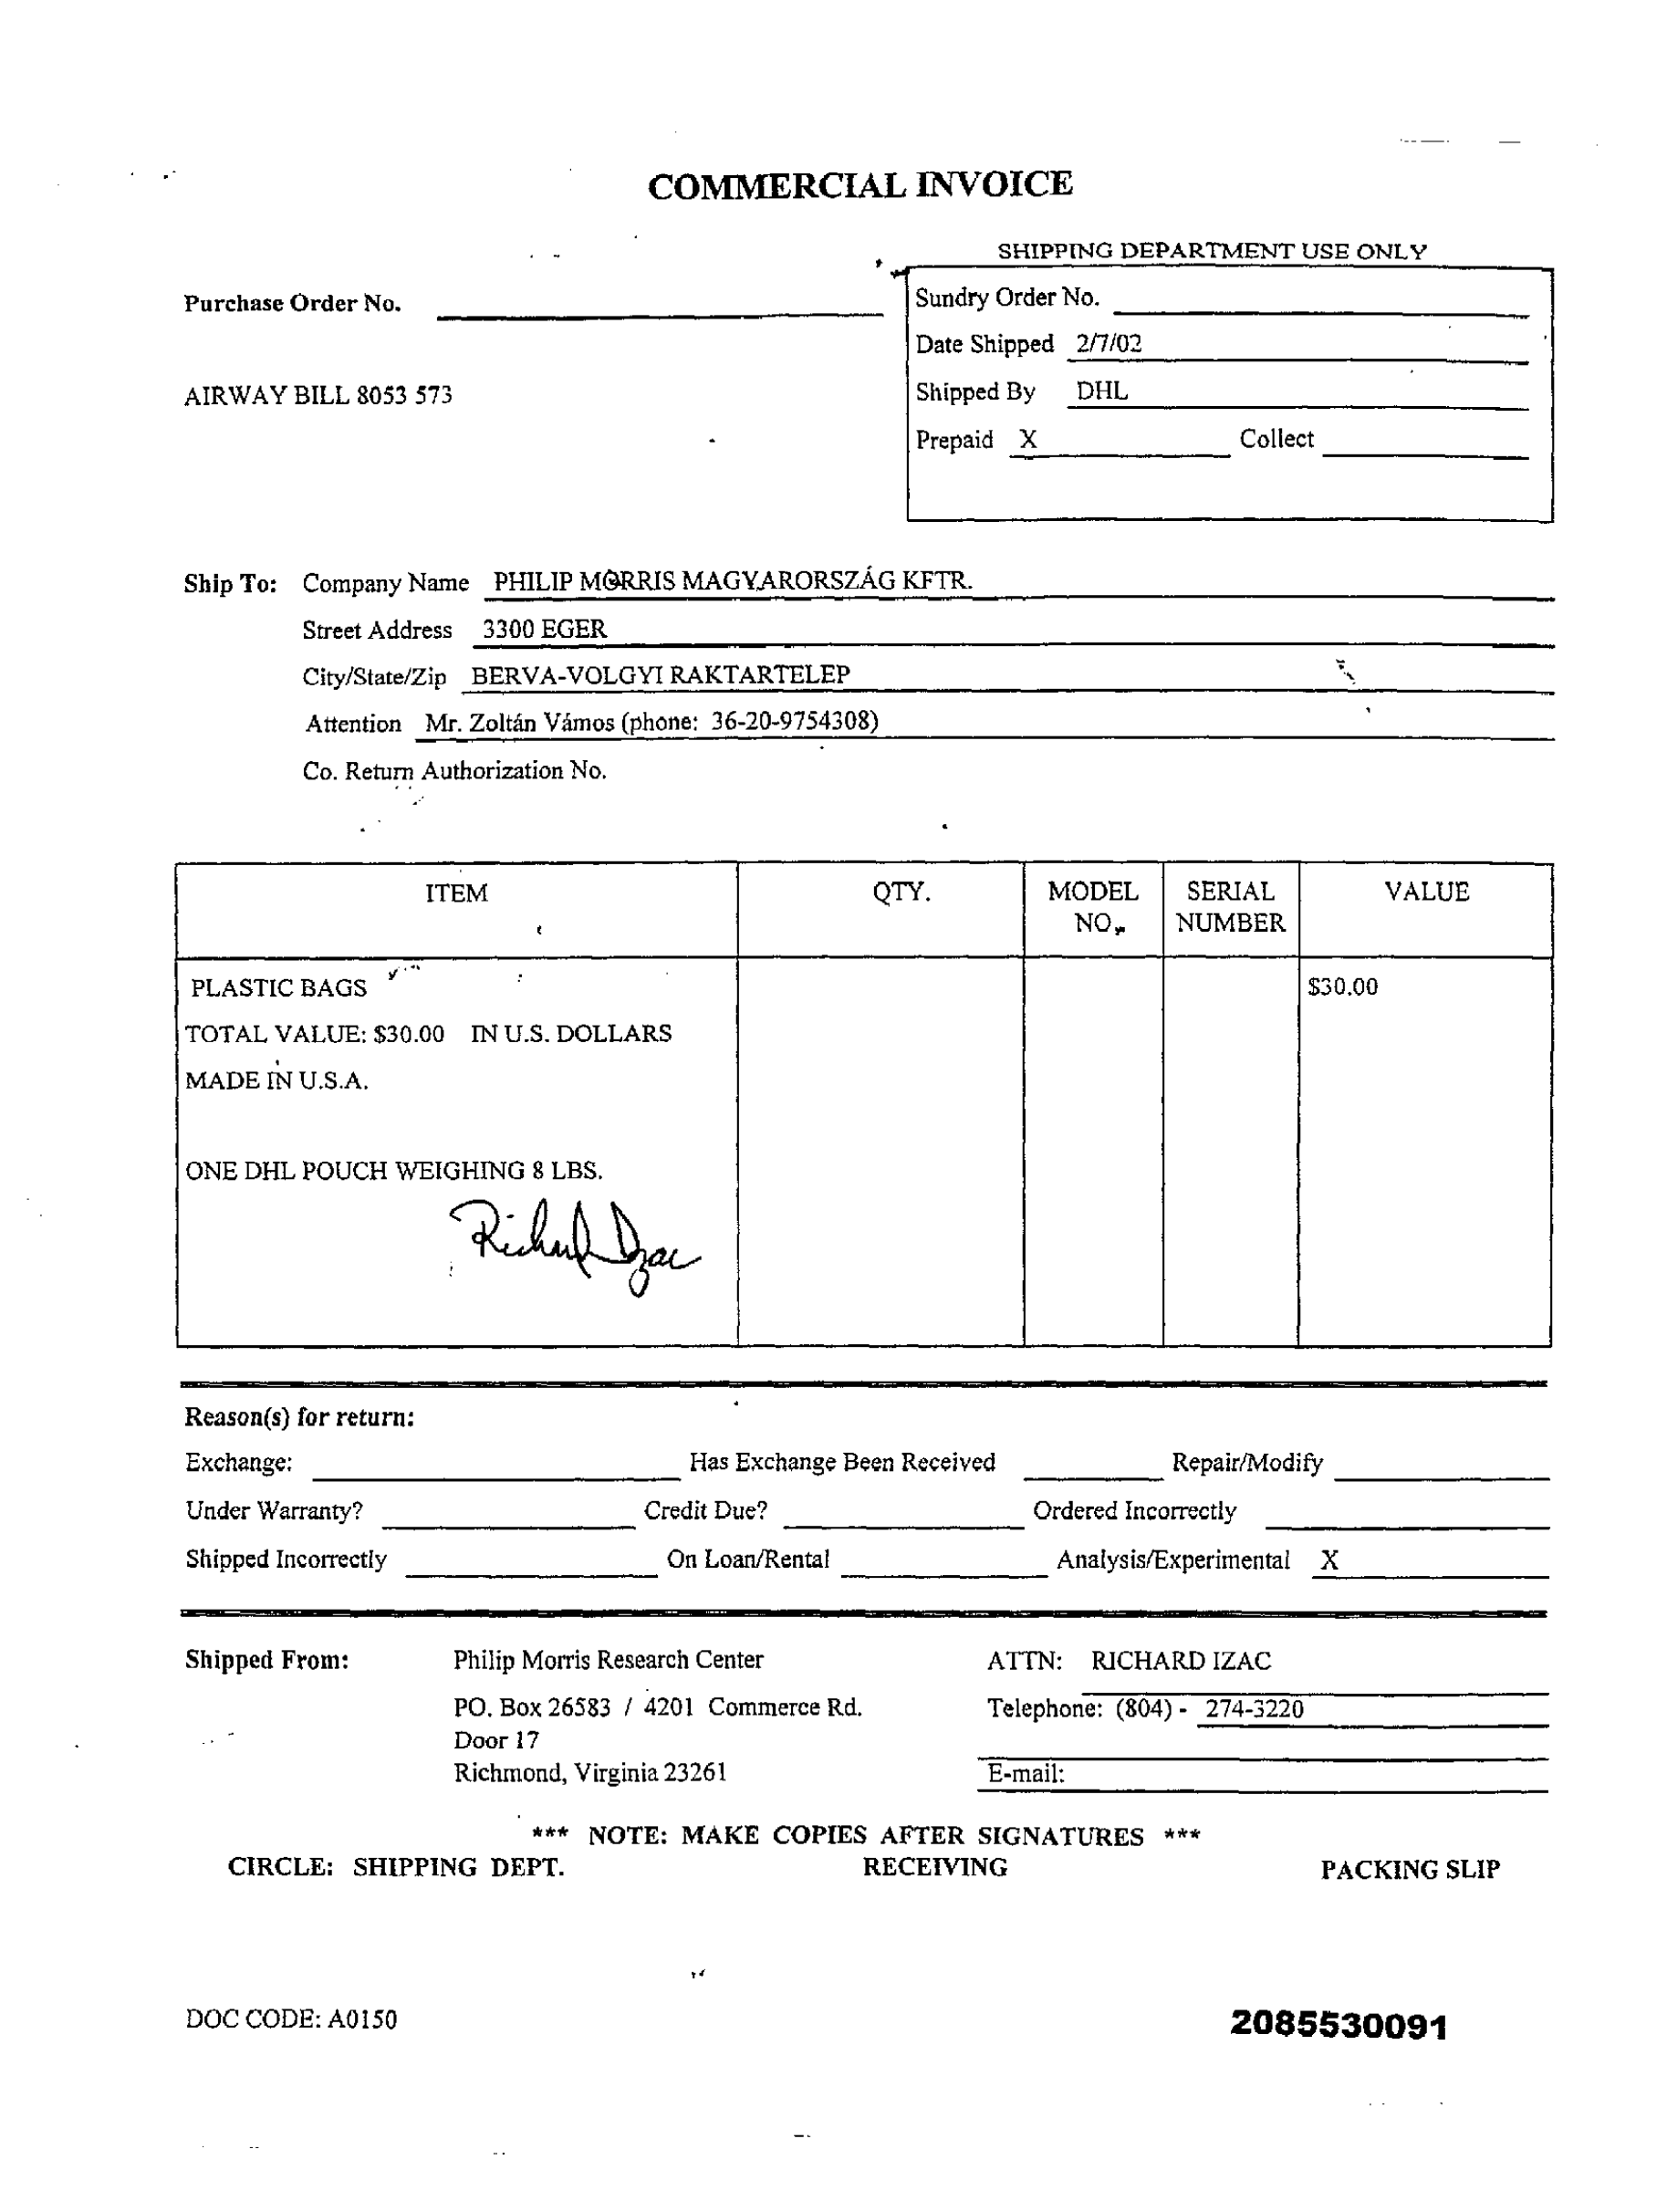 COMMERCIAL INVOICE
SHIPPING DEPARTMENT USE ONLY
Purchase Order No.
Sundry Order No.
Date Shipped 2/7/02
AIRWAY BILL 8053 573
Shipped By DHL
Prepaid X Collect
Ship To: Company Name PHILIP MORRIS MAGYARORSZÁG KFTR.
Street Address 3300 EGER
City/State/Zip BERVA-VOLGYI RAKTARTELEP
Attention Mr. Zoltán Vámos (phone: 36-20-9754308)
Co. Return Authorization No.
ITEM QTY. MODEL NO. SERIAL NUMBER VALUE
PLASTIC BAGS $30.00
TOTAL VALUE: $30.00 IN U.S. DOLLARS
MADE IN U.S.A.
ONE DHL POUCH WEIGHING 8 LBS.
Richard Izac
Reason(s) for return:
Exchange: Has Exchange Been Received Repair/Modify
Under Warranty? Credit Due? Ordered Incorrectly
Shipped Incorrectly On Loan/Rental Analysis/Experimental X
Shipped From: Philip Morris Research Center ATTN: RICHARD IZAC
PO. Box 26583 / 4201 Commerce Rd. Telephone: (804) - 274-3220
Door 17
Richmond, Virginia 23261 E-mail:
*** NOTE: MAKE COPIES AFTER SIGNATURES ***
CIRCLE: SHIPPING DEPT. RECEIVING PACKING SLIP
DOC CODE: A0150 2085530091